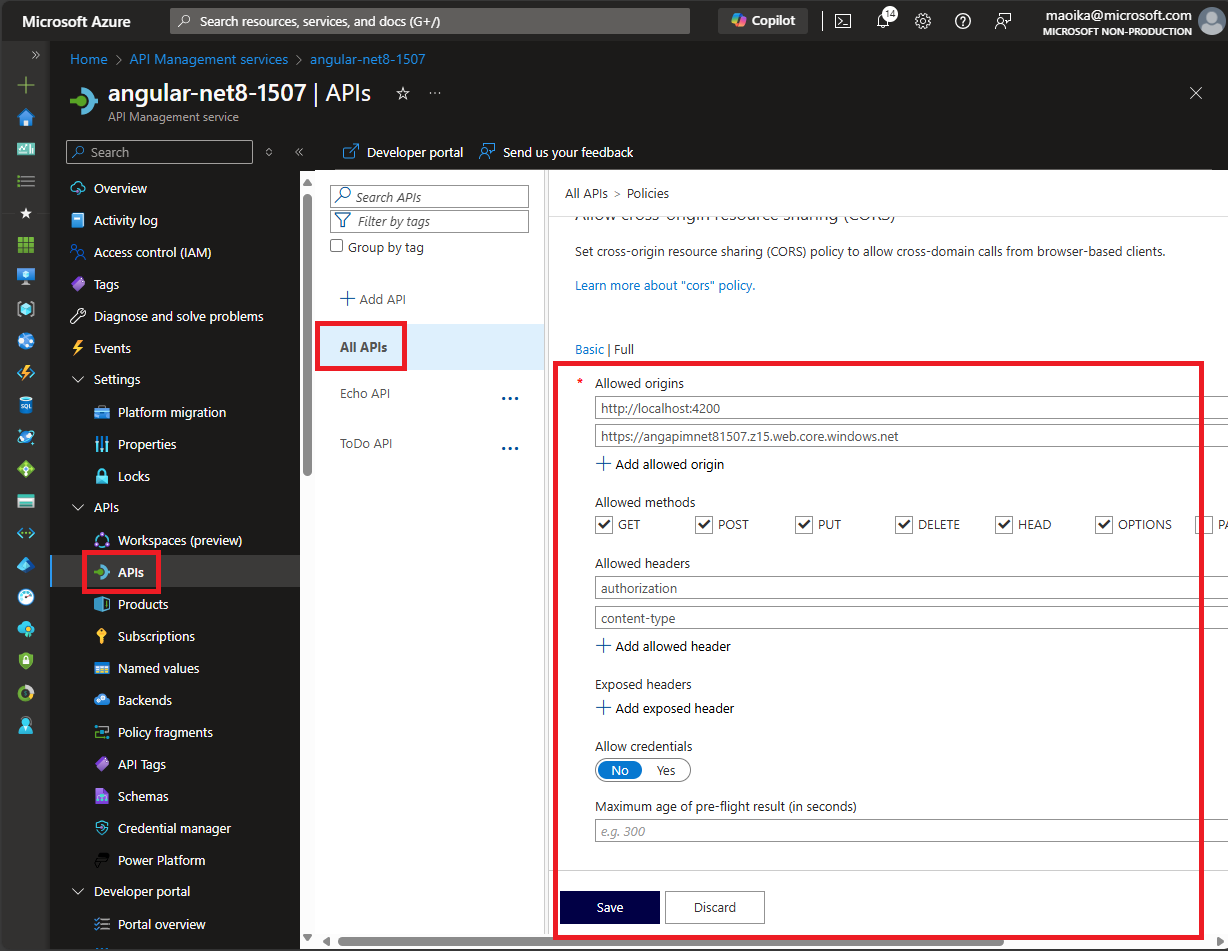 Microsoft Azure
Search resources, services, and docs (G+/)
Copilot
14
maoika@microsoft.com
MICROSOFT NON-PRODUCTION
Home > API Management services > angular-net8-1507
angular-net8-1507 | APIs
API Management service
Search
Developer portal
Send us your feedback
Overview
Activity log
Access control (IAM)
Tags
Diagnose and solve problems
Events
Settings
Platform migration
Properties
Locks
APIs
Workspaces (preview)
APIs
Products
Subscriptions
Named values
Backends
Policy fragments
API Tags
Schemas
Credential manager
Power Platform
Developer portal
Portal overview
Search APIs
Filter by tags
Group by tag
Add API
All APIs
Echo API
ToDo API
All APIs > Policies
Allow cross-origin resource sharing (CORS)
Set cross-origin resource sharing (CORS) policy to allow cross-domain calls from browser-based clients.
Learn more about "cors" policy.
Basic | Full
* Allowed origins
http://localhost:4200
https://angapimnet81507.z15.web.core.windows.net
Add allowed origin
Allowed methods
GET POST PUT DELETE HEAD OPTIONS PA
Allowed headers
authorization
content-type
Add allowed header
Exposed headers
Add exposed header
Allow credentials
No Yes
Maximum age of pre-flight result (in seconds)
e.g. 300
Save
Discard